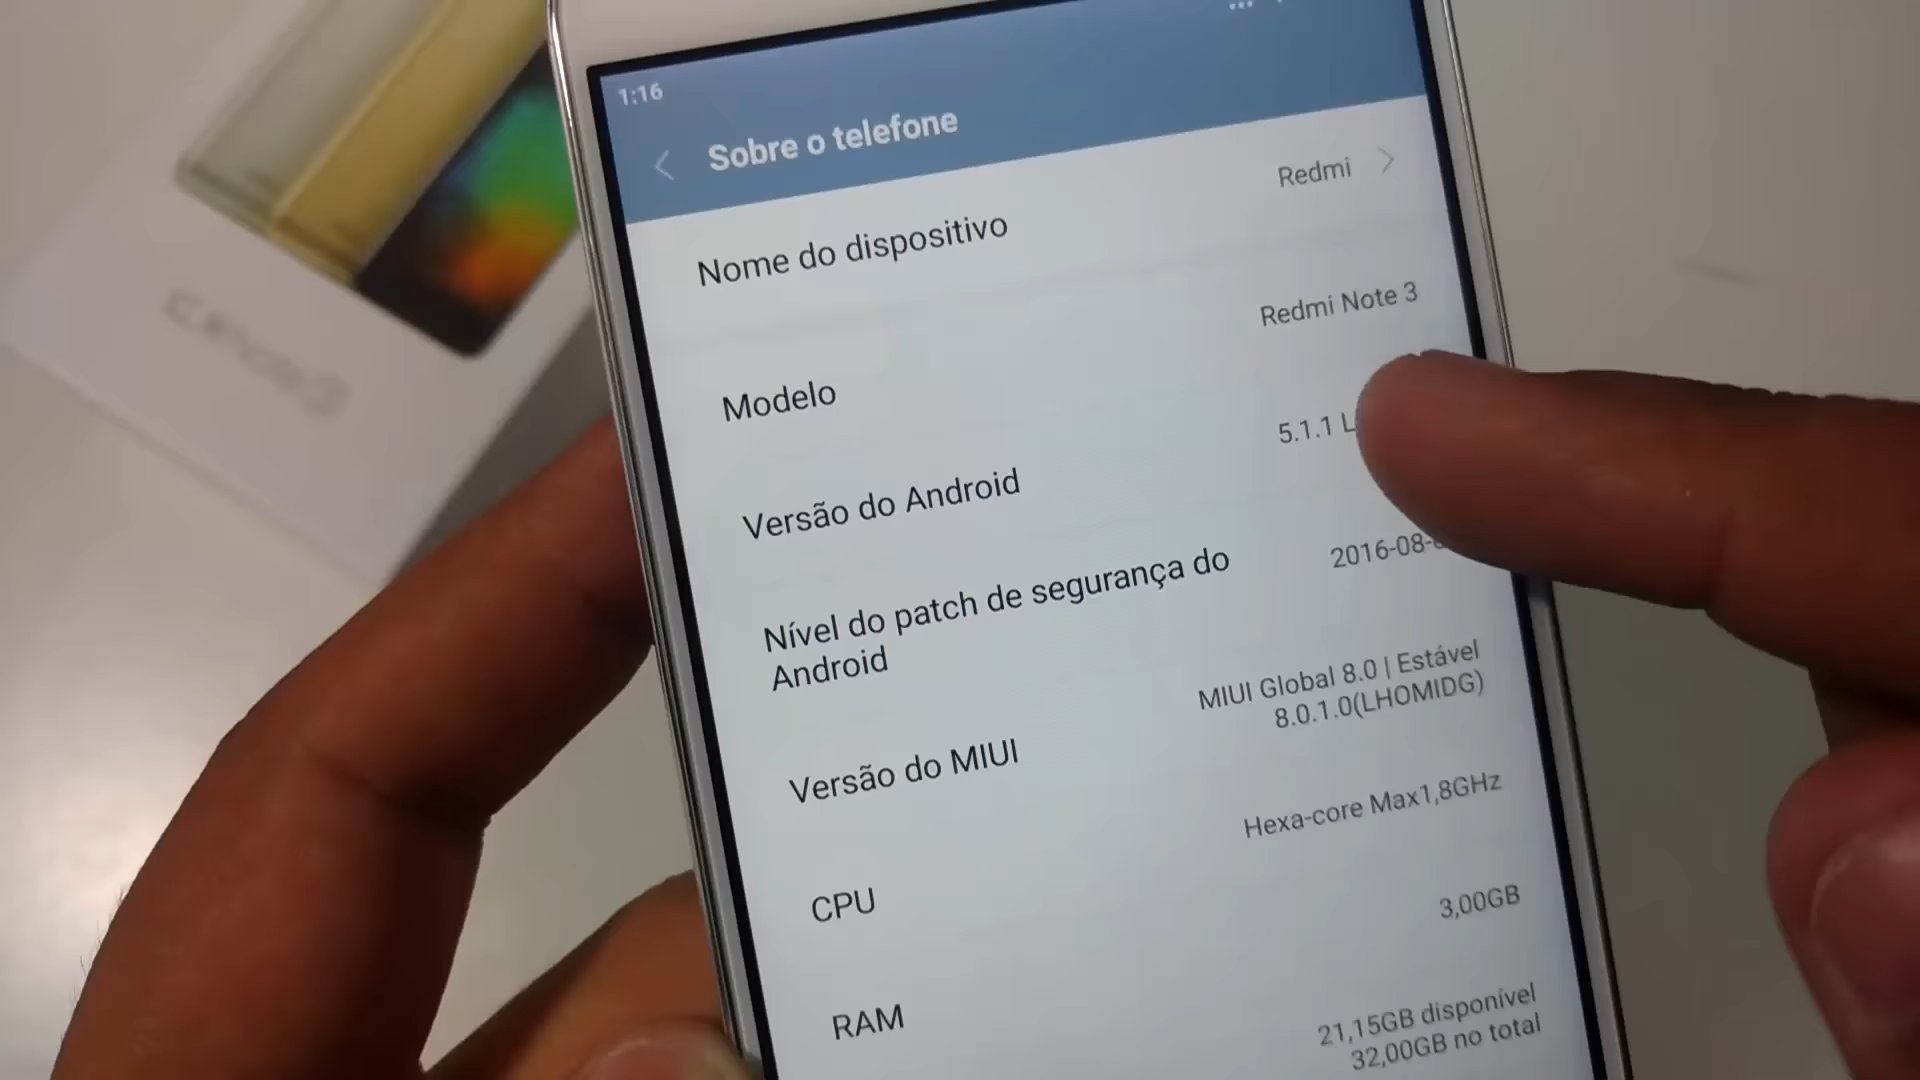 1:16
Sobre o telefone
Nome do dispositivo
Redmi
Modelo
Redmi Note 3
Versão do Android
5.1.1 L
Nível do patch de segurança do
Android
2016-08-
Versão do MIUI
MIUI Global 8.0 | Estável
8.0.1.0(LHOMIDG)
CPU
Hexa-core Max1,8GHz
RAM
3,00GB
21,15GB disponível
32,00GB no total